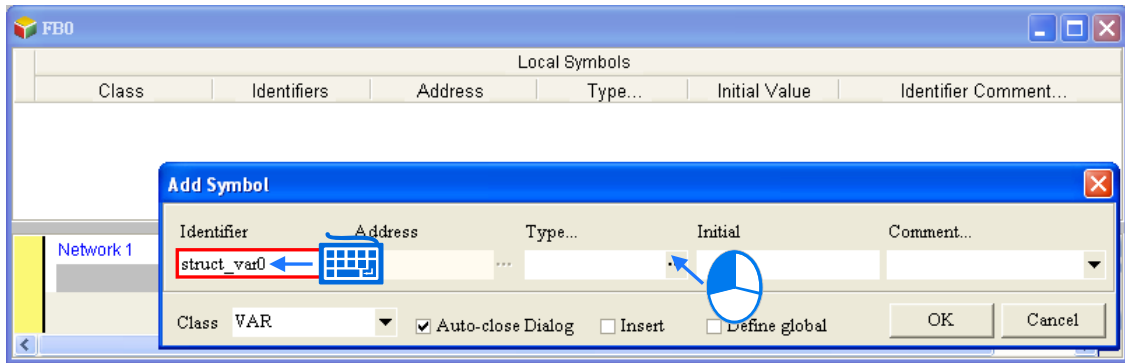 FB0
Local Symbols
Class Identifiers Address Type... Initial Value Identifier Comment...
Add Symbol
Identifier Address Type... Initial Comment...
Network 1
struct_var0 ...
Class VAR Auto-close Dialog Insert Define global OK Cancel